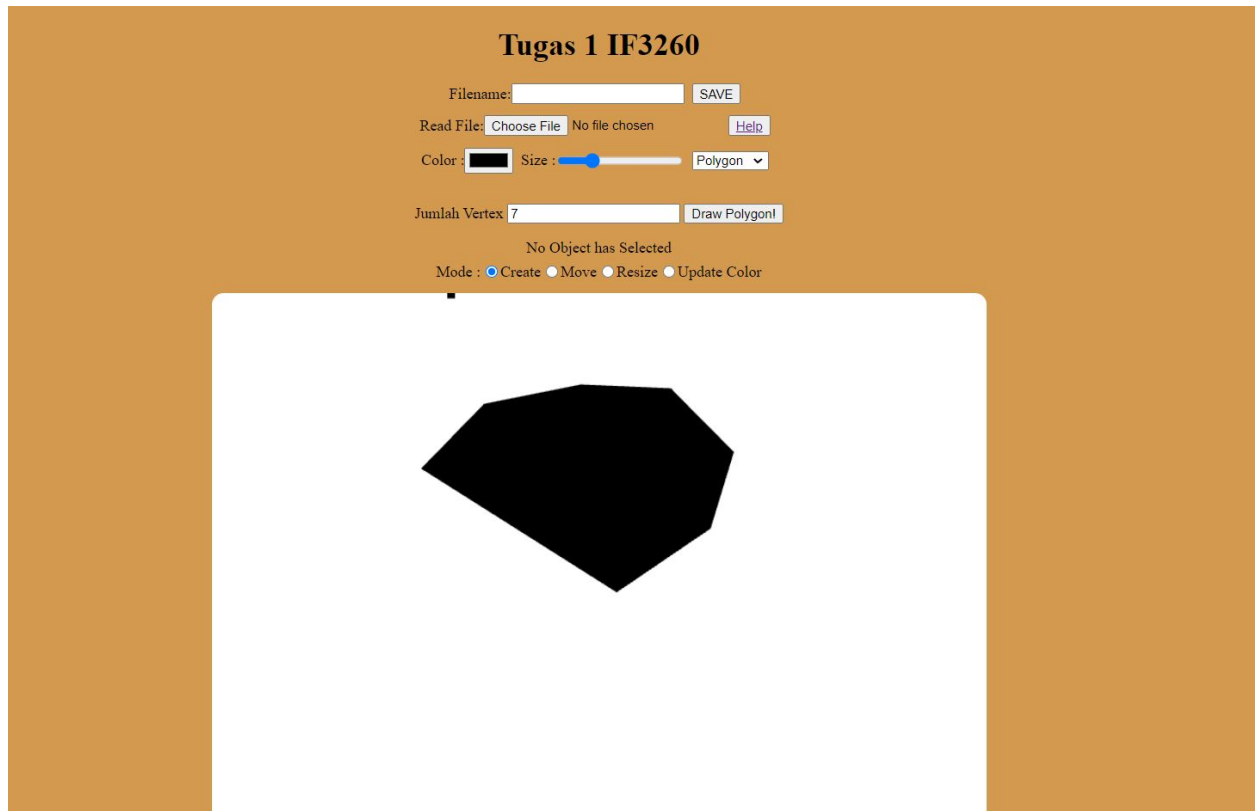 Tugas 1 IF3260
Filename: SAVE
Read File: Choose File No file chosen Help
Color : Size : Polygon
Jumlah Vertex 7 Draw Polygon!
No Object has Selected
Mode : Create Move Resize Update Color